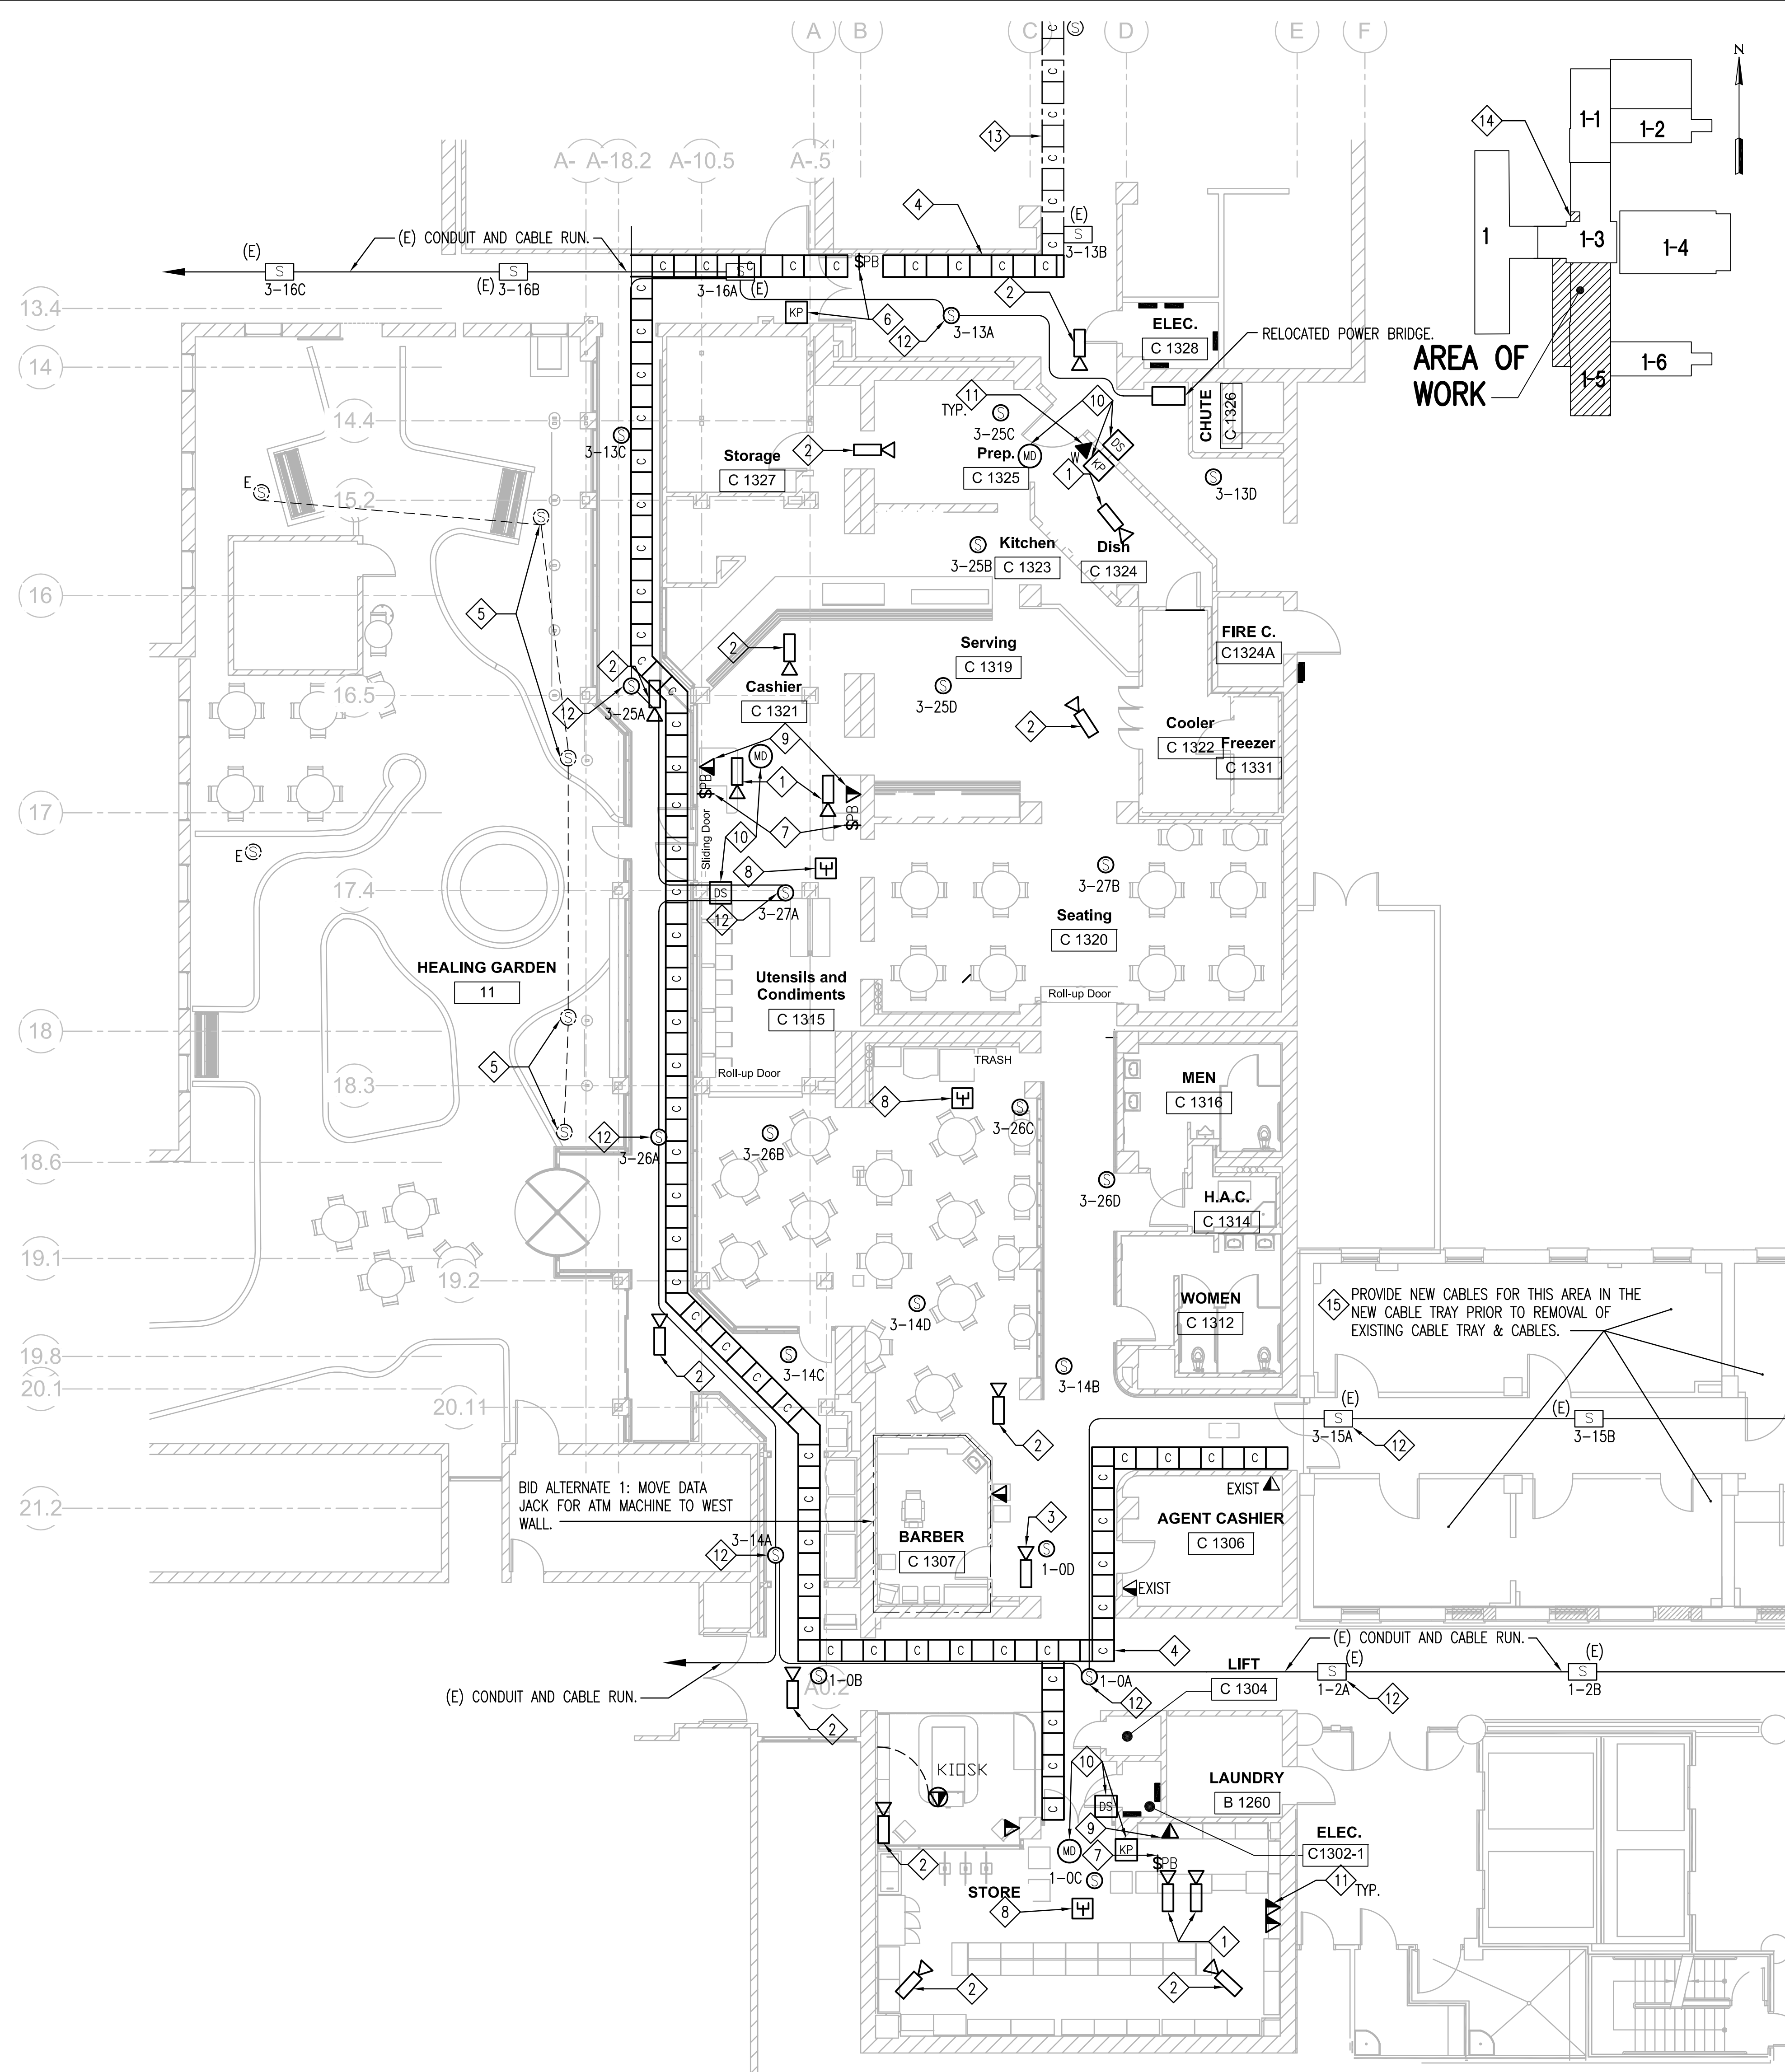 A
B
C
D
E
F
C
S
N
14
1-1
1-2
1
1-3
1-4
1-5
1-6
AREA OF
WORK
A-
A-18.2
A-10.5
A-.5
13
4
(E)
S
3-13B
(E)
(E) CONDUIT AND CABLE RUN.
S
3-16C
S
(E) 3-16B
S
3-16A
(E)
$PB
2
13.4
KP
6
12
S
3-13A
ELEC.
C 1328
RELOCATED POWER BRIDGE.
14
14.4
11
TYP.
S
3-25C
10
CHUTE
C 1326
S
3-13C
Storage
C 1327
2
Prep.
C 1325
MD
W
KP
DS
1
S
3-13D
E
S
15.2
S
S
3-25B
Kitchen
C 1323
Dish
C 1324
16
5
FIRE C.
C1324A
2
2
Serving
C 1319
16.5
12
S
3-25A
Cashier
C 1321
S
3-25D
2
Cooler
C 1322
Freezer
C 1331
S
9
MD
1
$PB
$PB
17
7
10
Sliding Door
E
S
8
S
3-27B
17.4
DS
12
S
3-27A
Seating
C 1320
HEALING GARDEN
11
Utensils and
Condiments
C 1315
Roll-up Door
18
S
5
TRASH
Roll-up Door
18.3
8
MEN
C 1316
S
3-26C
S
12
S
3-26A
S
3-26B
18.6
S
3-26D
H.A.C.
C 1314
19.1
19.2
WOMEN
C 1312
15
PROVIDE NEW CABLES FOR THIS AREA IN THE
NEW CABLE TRAY PRIOR TO REMOVAL OF
EXISTING CABLE TRAY & CABLES.
S
3-14D
19.8
S
3-14C
S
3-14B
2
20.1
20.11
(E)
S
3-15A
12
(E)
S
3-15B
2
BID ALTERNATE 1: MOVE DATA
JACK FOR ATM MACHINE TO WEST
WALL.
EXIST
21.2
AGENT CASHIER
C 1306
3
BARBER
C 1307
3-14A
12
S
S
1-0D
EXIST
4
(E) CONDUIT AND CABLE RUN.
LIFT
C 1304
(E)
S
1-2A
12
(E)
S
1-2B
(E) CONDUIT AND CABLE RUN.
S
1-0B
A0.2
S
1-0A
12
2
KIOSK
10
LAUNDRY
B 1260
DS
9
ELEC.
C1302-1
2
MD
7
KP
$PB
1-0C
S
11
TYP.
STORE
8
1
2
2